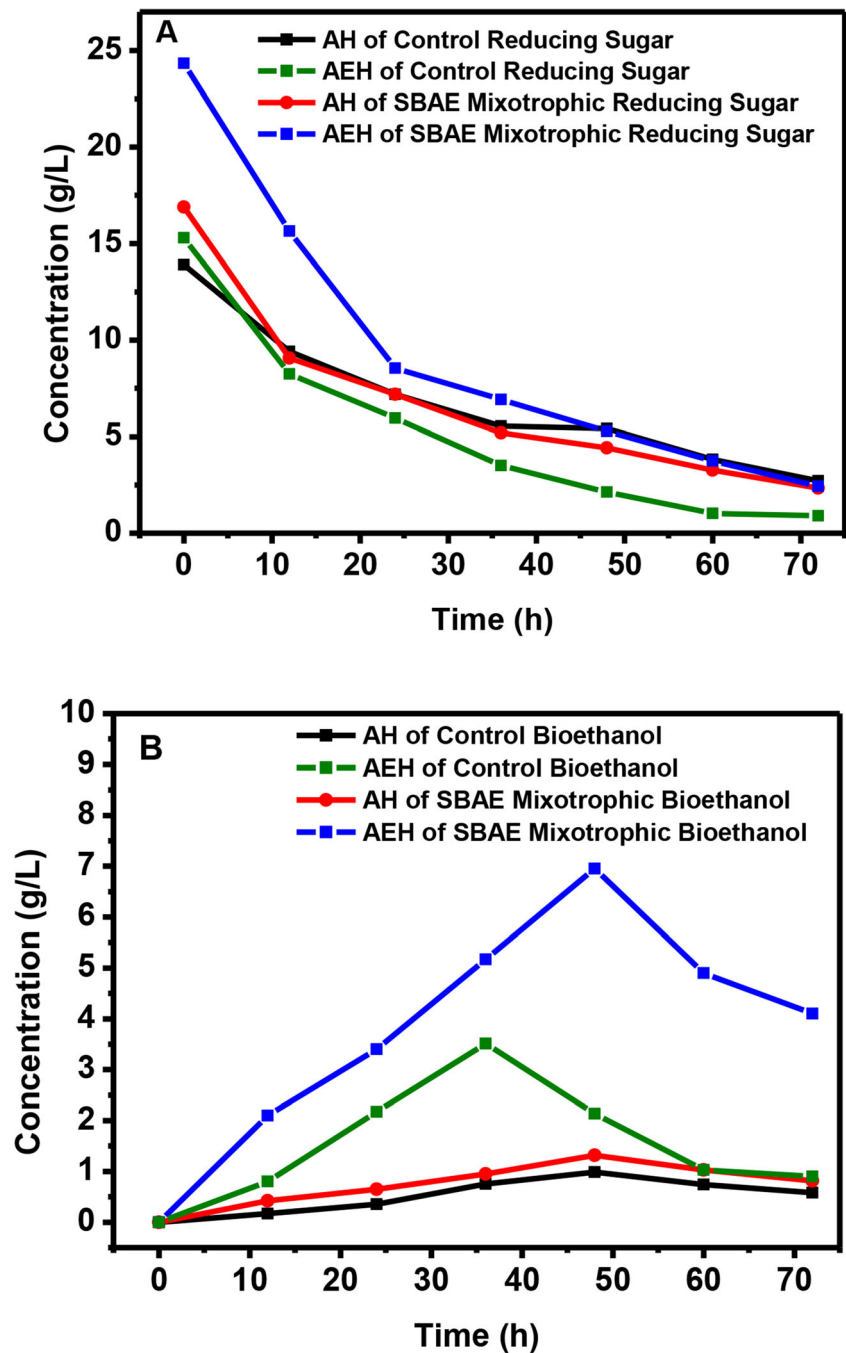 A
AH of Control Reducing Sugar
AEH of Control Reducing Sugar
AH of SBAE Mixotrophic Reducing Sugar
AEH of SBAE Mixotrophic Reducing Sugar
25
20
15
10
5
0
Concentration (g/L)
0 10 20 30 40 50 60 70
Time (h)
B
AH of Control Bioethanol
AEH of Control Bioethanol
AH of SBAE Mixotrophic Bioethanol
AEH of SBAE Mixotrophic Bioethanol
10
9
8
7
6
5
4
3
2
1
0
Concentration (g/L)
0 10 20 30 40 50 60 70
Time (h)